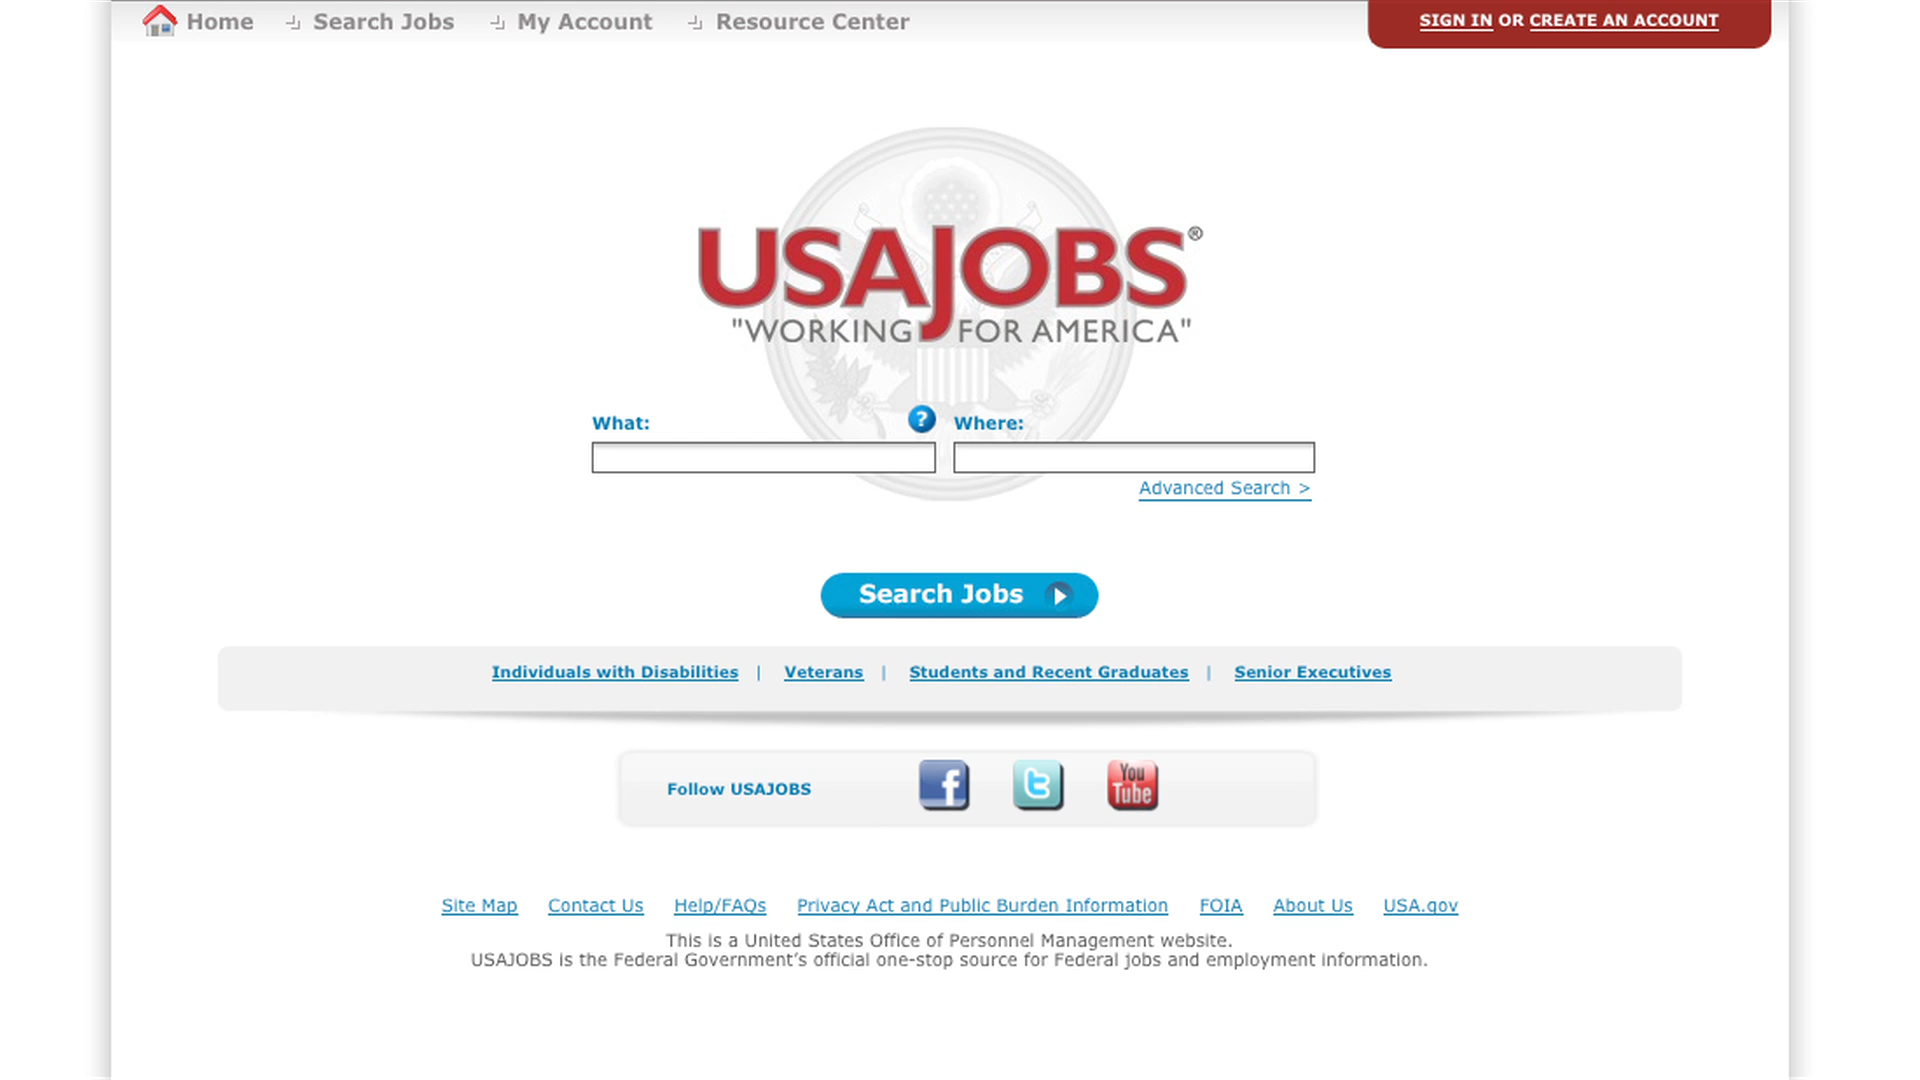 Home Search Jobs My Account Resource Center
SIGN IN OR CREATE AN ACCOUNT
USAJOBS®
"WORKING FOR AMERICA"
What: ? Where:
Advanced Search >
Search Jobs
Individuals with Disabilities | Veterans | Students and Recent Graduates | Senior Executives
Follow USAJOBS f t You Tube
Site Map Contact Us Help/FAQs Privacy Act and Public Burden Information FOIA About Us USA.gov
This is a United States Office of Personnel Management website.
USAJOBS is the Federal Government’s official one-stop source for Federal jobs and employment information.